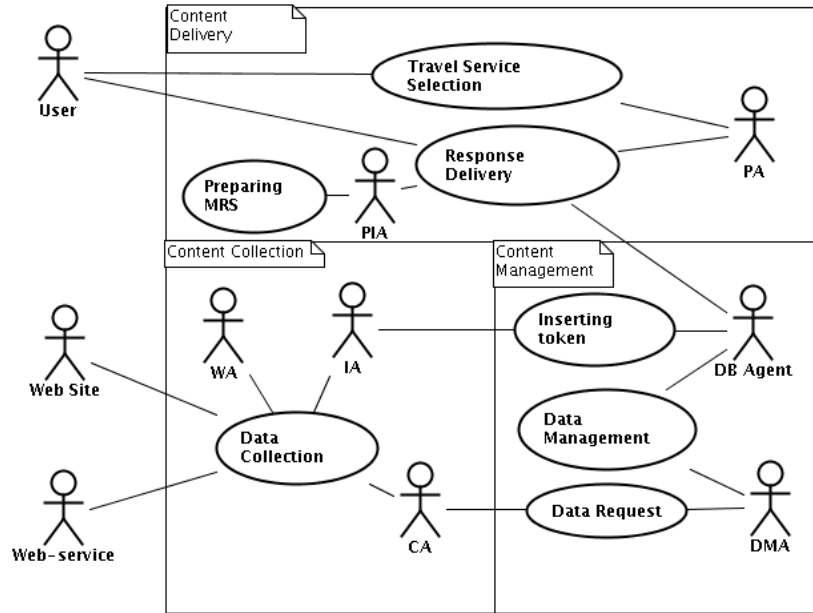 Content
Delivery
Travel Service
Selection
User
Response
Delivery
PA
Preparing
MRS
PIA
Content Collection
Content
Management
Inserting
token
WA
IA
DB Agent
Web Site
Data
Collection
Data
Management
Data Request
Web-service
CA
DMA